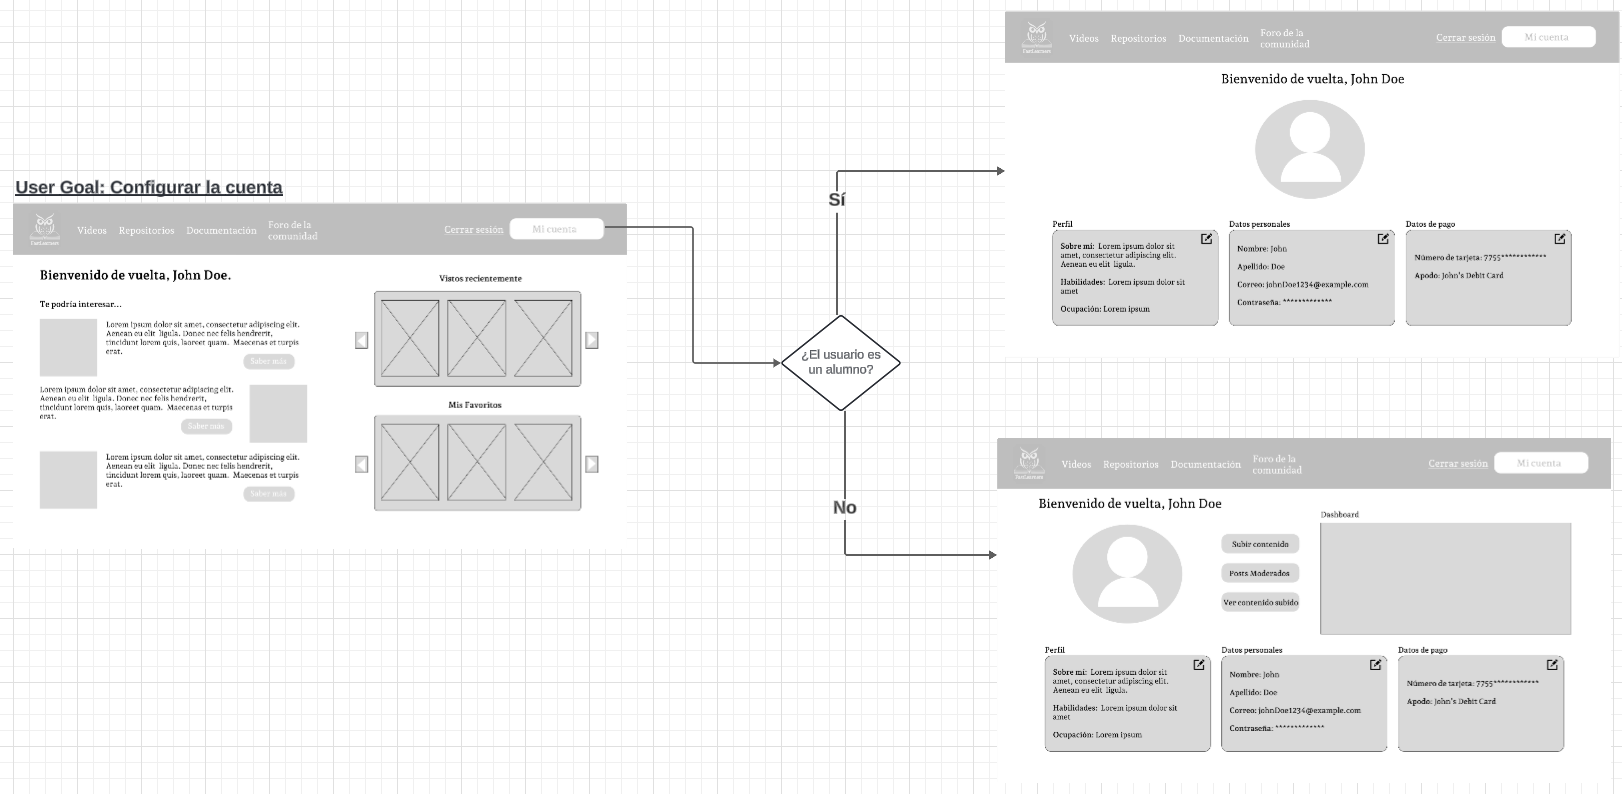 User Goal: Configurar la cuenta
FanLearners
Videos
Repositorios
Documentación
Foro de la
comunidad
Cerrar sesión
Mi cuenta
Bienvenido de vuelta, John Doe.
Te podría interesar...
Lorem ipsum dolor sit amet, consectetur adipiscing elit.
Aenean eu elit ligula. Donec nec felis hendrerit,
tincidunt lorem quis, laoreet quam. Maecenas et turpis
erat.
Saber más
Lorem ipsum dolor sit amet, consectetur adipiscing elit.
Aenean eu elit ligula. Donec nec felis hendrerit,
tincidunt lorem quis, laoreet quam. Maecenas et turpis
erat.
Saber más
Lorem ipsum dolor sit amet, consectetur adipiscing elit.
Aenean eu elit ligula. Donec nec felis hendrerit,
tincidunt lorem quis, laoreet quam. Maecenas et turpis
erat.
Saber más
Vistos recientemente
Mis Favoritos
¿El usuario es
un alumno?
Sí
No
Videos
Repositorios
Documentación
Foro de la
comunidad
Cerrar sesión
Mi cuenta
Bienvenido de vuelta, John Doe
Perfil
Sobre mí: Lorem ipsum dolor sit
amet, consectetur adipiscing elit.
Aenean eu elit ligula.
Habilidades: Lorem ipsum dolor sit
amet
Ocupación: Lorem ipsum
Datos personales
Nombre: John
Apellido: Doe
Correo: johnDoe1234@example.com
Contraseña: *************
Datos de pago
Número de tarjeta: 7755************
Apodo: John's Debit Card
Videos
Repositorios
Documentación
Foro de la
comunidad
Cerrar sesión
Mi cuenta
Bienvenido de vuelta, John Doe
Subir contenido
Posts Moderados
Ver contenido subido
Dashboard
Perfil
Sobre mí: Lorem ipsum dolor sit
amet, consectetur adipiscing elit.
Aenean eu elit ligula.
Habilidades: Lorem ipsum dolor sit
amet
Ocupación: Lorem ipsum
Datos personales
Nombre: John
Apellido: Doe
Correo: johnDoe1234@example.com
Contraseña: *************
Datos de pago
Número de tarjeta: 7755************
Apodo: John's Debit Card